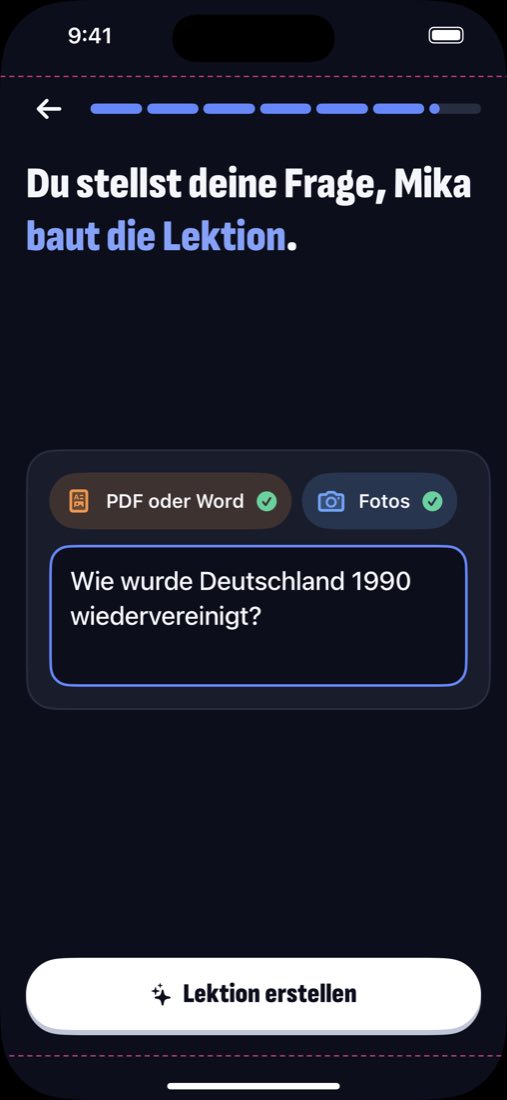 9:41
Du stellst deine Frage, Mika
baut die Lektion.
PDF oder Word
Fotos
Wie wurde Deutschland 1990
wiedervereinigt?
Lektion erstellen